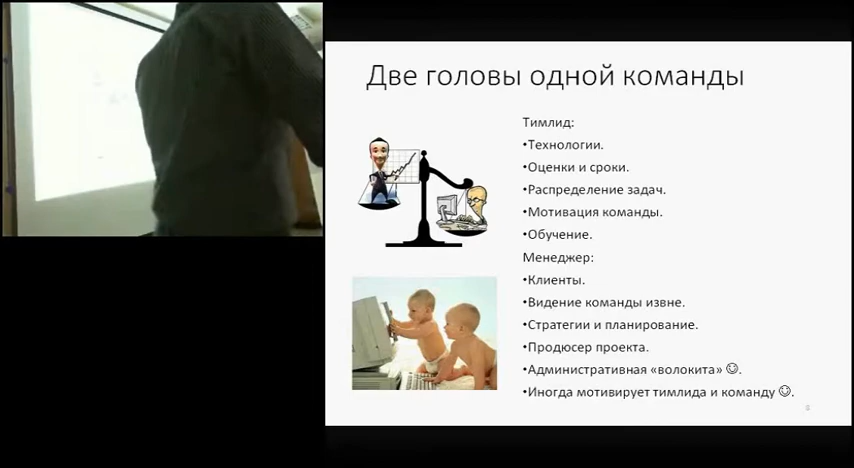 Две головы одной команды
Тимлид:
•Технологии.
•Оценки и сроки.
•Распределение задач.
•Мотивация команды.
•Обучение.
Менеджер:
•Клиенты.
•Видение команды извне.
•Стратегии и планирование.
•Продюсер проекта.
•Административная «волокита» ☺.
•Иногда мотивирует тимлида и команду ☺.